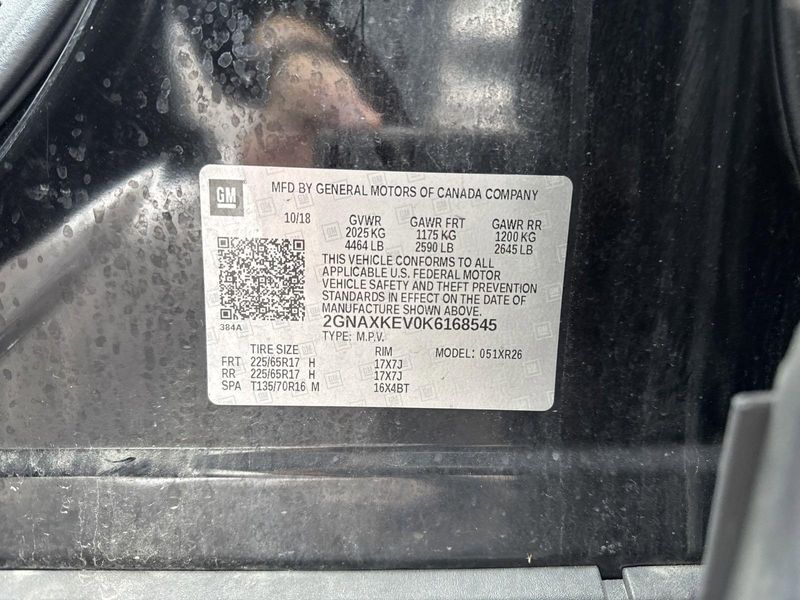 GM
MFD BY GENERAL MOTORS OF CANADA COMPANY
10/18 GVWR GAWR FRT GAWR RR
2025 KG 1175 KG 1200 KG
4464 LB 2590 LB 2645 LB
THIS VEHICLE CONFORMS TO ALL
APPLICABLE U.S. FEDERAL MOTOR
VEHICLE SAFETY AND THEFT PREVENTION
STANDARDS IN EFFECT ON THE DATE OF
MANUFACTURE SHOWN ABOVE.
384A 2GNAXKEV0K6168545
TYPE: M.P.V.
TIRE SIZE RIM MODEL: 051XR26
FRT 225/65R17 H 17X7J
RR 225/65R17 H 17X7J
SPA T135/70R16 M 16X4BT